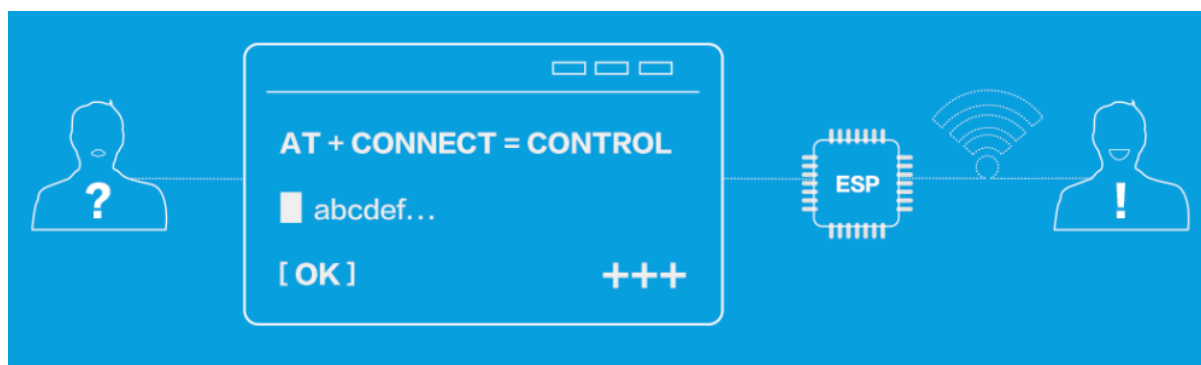 ?
AT + CONNECT = CONTROL
abcdef...
[ OK ] +++
ESP
!